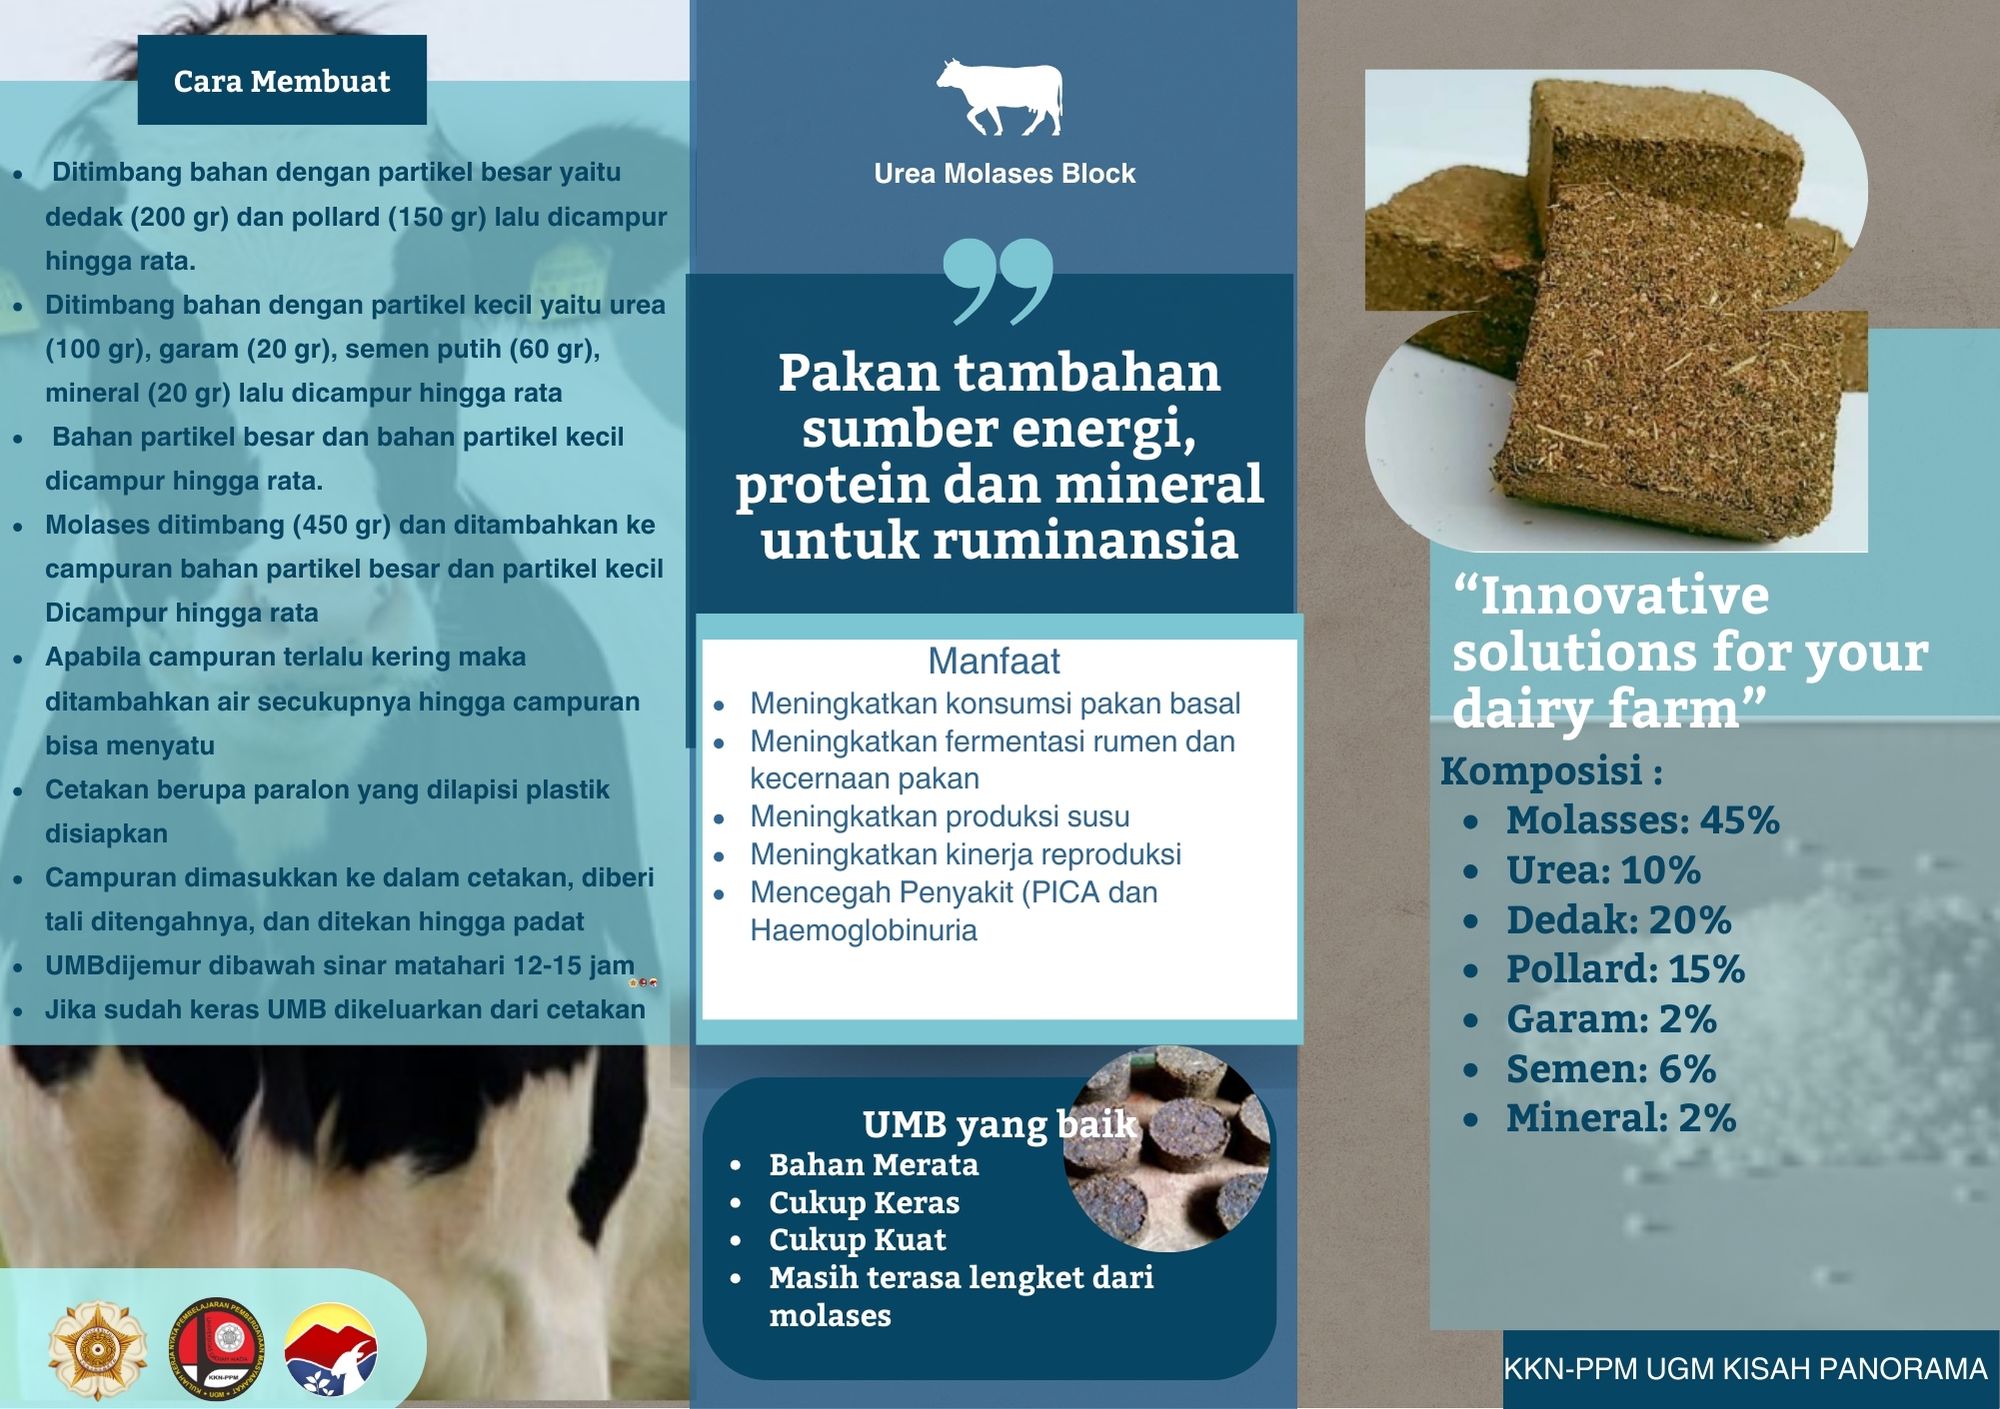 Cara Membuat
Ditimbang bahan dengan partikel besar yaitu
dedak (200 gr) dan pollard (150 gr) lalu dicampur
hingga rata.
Ditimbang bahan dengan partikel kecil yaitu urea
(100 gr), garam (20 gr), semen putih (60 gr),
mineral (20 gr) lalu dicampur hingga rata
Bahan partikel besar dan bahan partikel kecil
dicampur hingga rata.
Molases ditimbang (450 gr) dan ditambahkan ke
campuran bahan partikel besar dan partikel kecil
Dicampur hingga rata
Apabila campuran terlalu kering maka
ditambahkan air secukupnya hingga campuran
bisa menyatu
Cetakan berupa paralon yang dilapisi plastik
disiapkan
Campuran dimasukkan ke dalam cetakan, diberi
tali ditengahnya, dan ditekan hingga padat
UMBdijemur dibawah sinar matahari 12-15 jam
Jika sudah keras UMB dikeluarkan dari cetakan
KULIAH KERJA NYATA PEMBELAJARAN PEMBERDAYAAN MASYARAKAT
KKN-PPM
UGM
Urea Molases Block
”
Pakan tambahan
sumber energi,
protein dan mineral
untuk ruminansia
Manfaat
Meningkatkan konsumsi pakan basal
Meningkatkan fermentasi rumen dan
kecernaan pakan
Meningkatkan produksi susu
Meningkatkan kinerja reproduksi
Mencegah Penyakit (PICA dan
Haemoglobinuria
UMB yang baik
Bahan Merata
Cukup Keras
Cukup Kuat
Masih terasa lengket dari
molases
“Innovative
solutions for your
dairy farm”
Komposisi :
Molasses: 45%
Urea: 10%
Dedak: 20%
Pollard: 15%
Garam: 2%
Semen: 6%
Mineral: 2%
KKN-PPM UGM KISAH PANORAMA